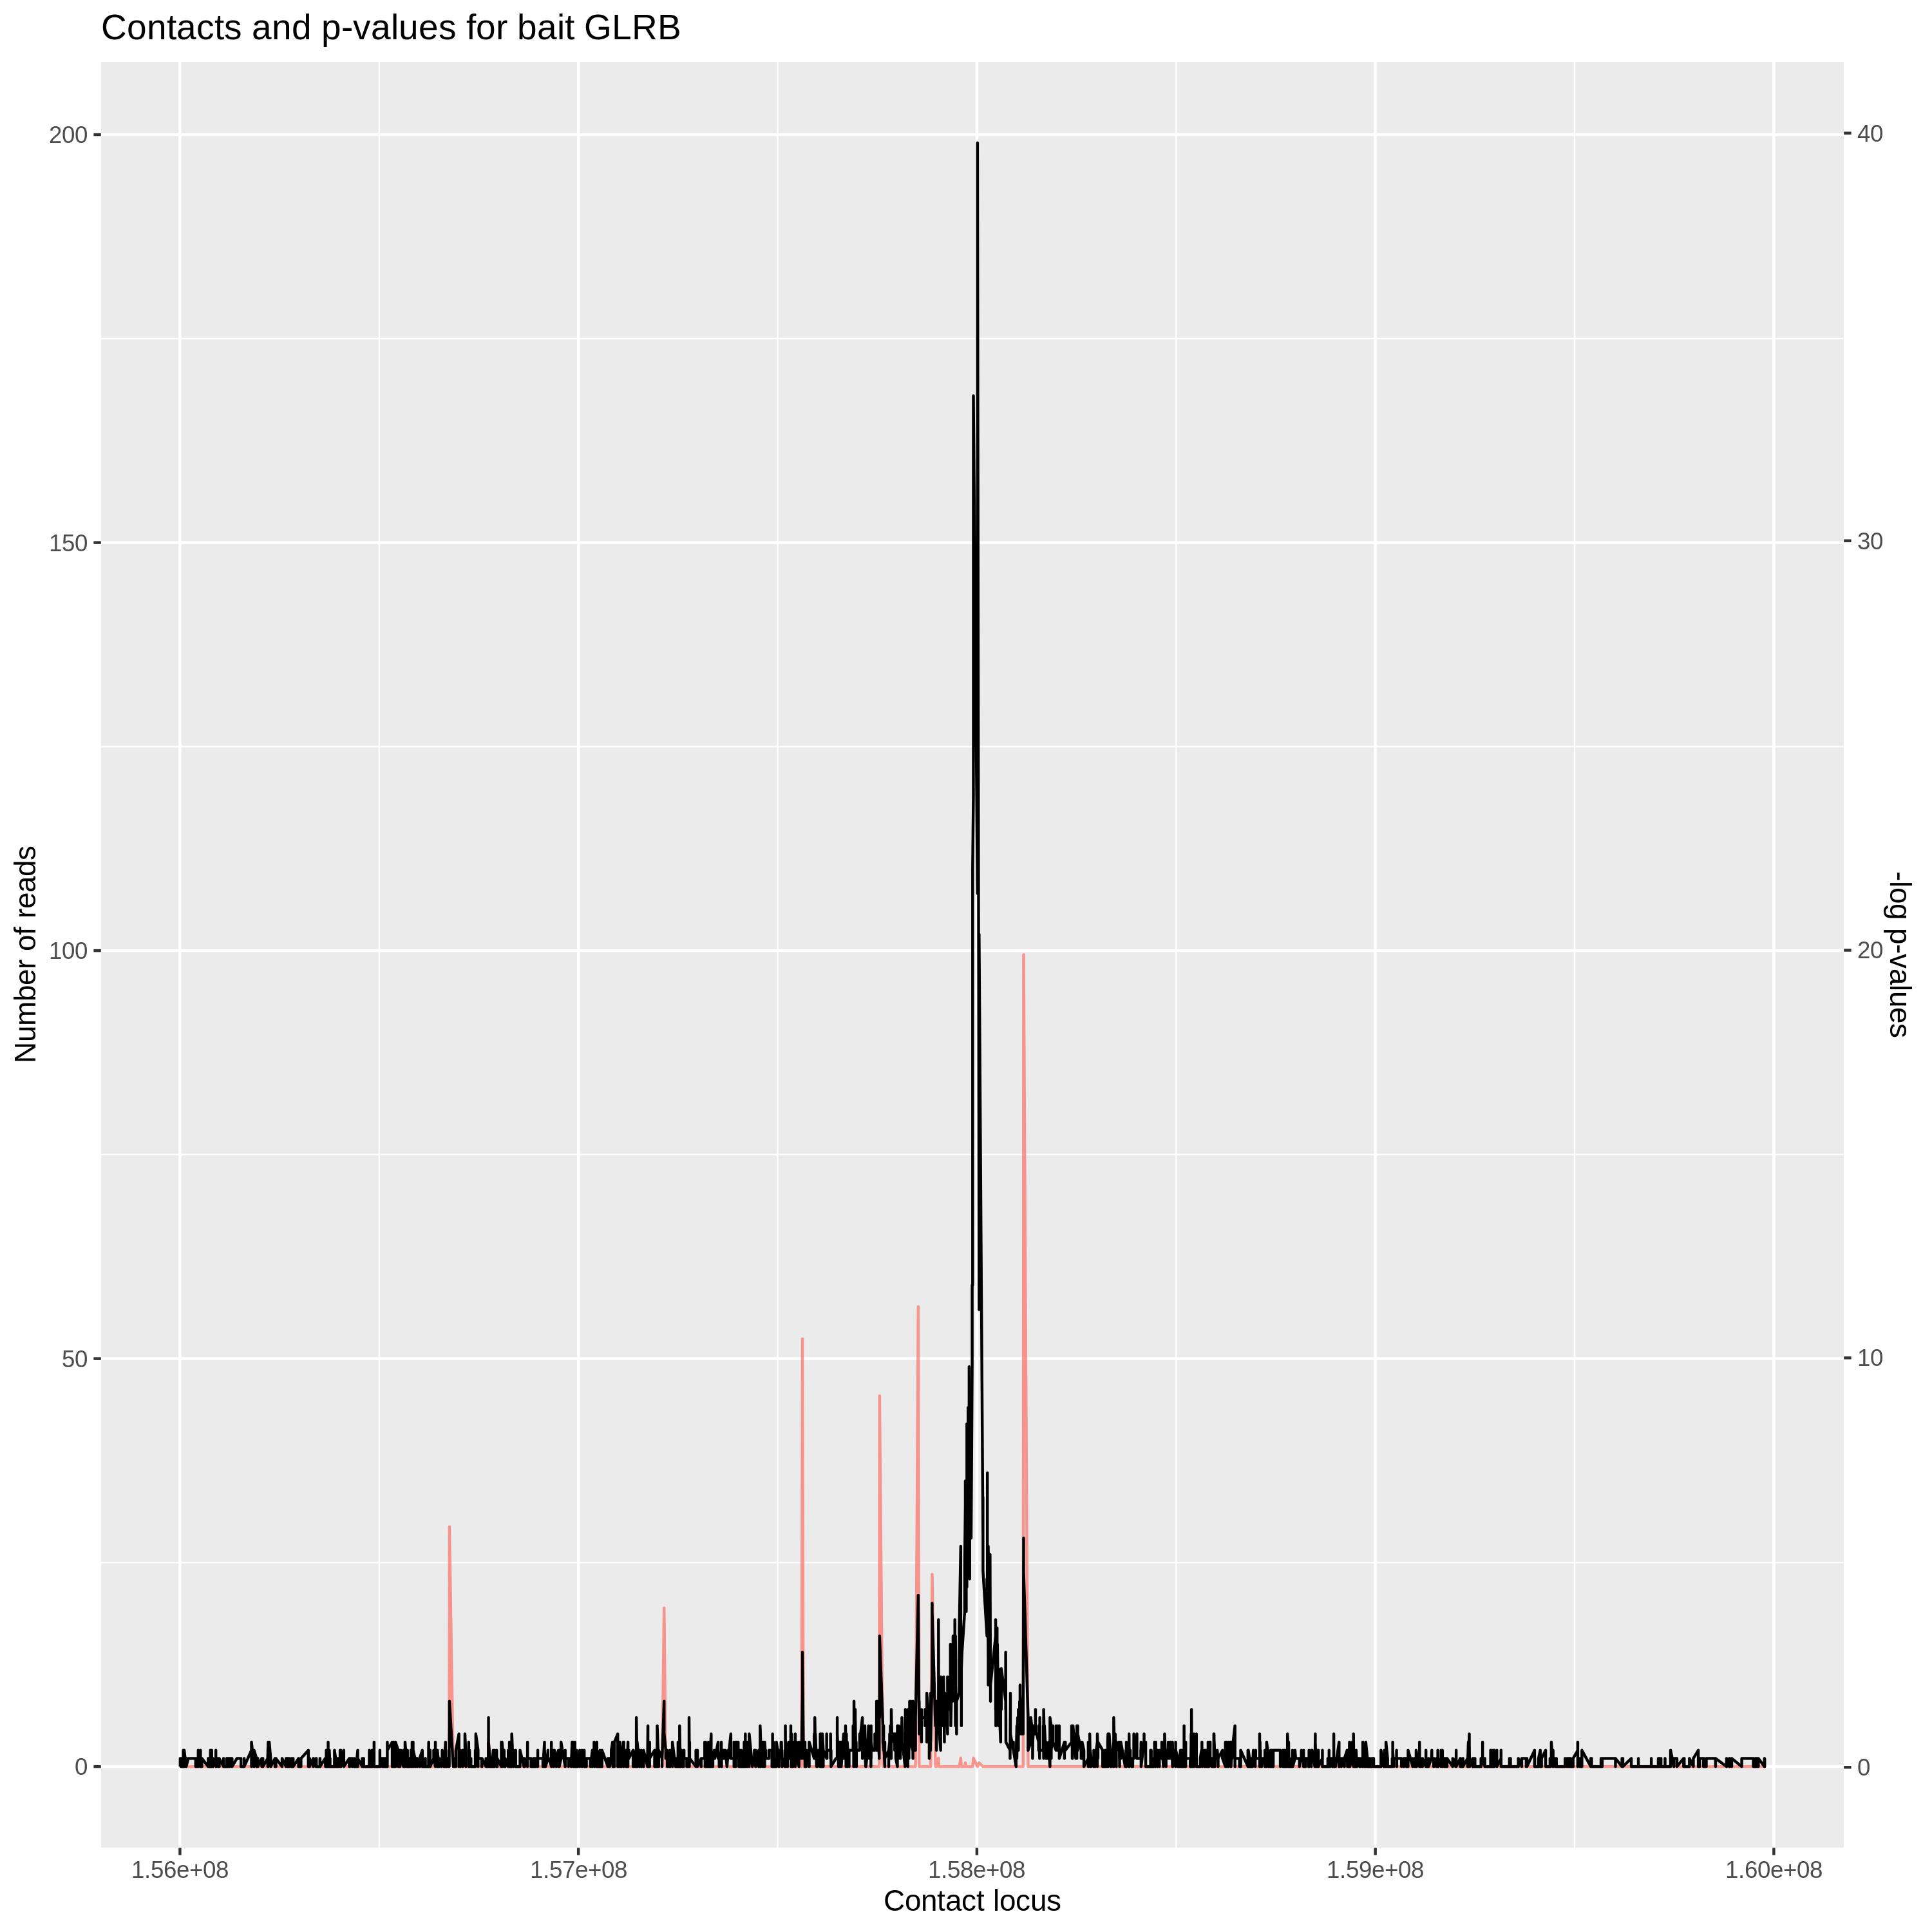 Contacts and p-values for bait GLRB
200
150
100
50
0
40
30
20
10
0
Number of reads
-log p-values
1.56e+08
1.57e+08
1.58e+08
1.59e+08
1.60e+08
Contact locus